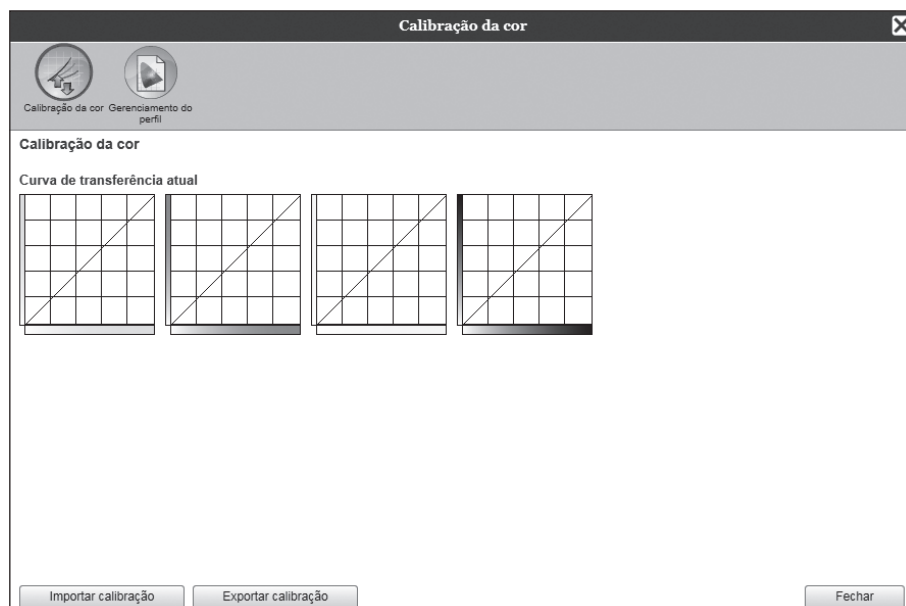 Calibração da cor
Calibração da cor
Gerenciamento do
perfil
Calibração da cor
Curva de transferência atual
Importar calibração
Exportar calibração
Fechar